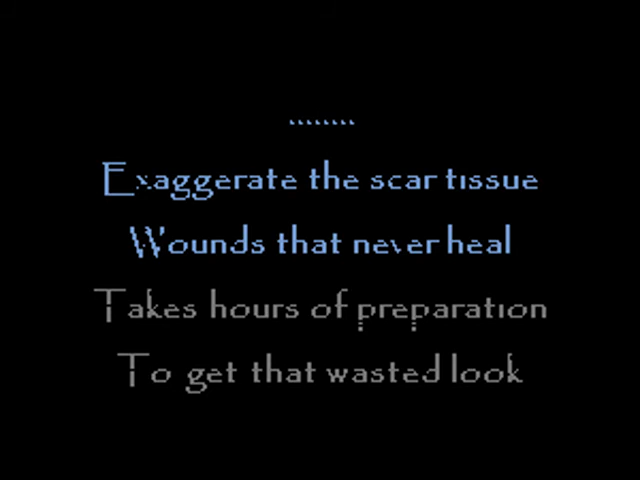 ........
Exaggerate the scar tissue
Wounds that never heal
Takes hours of preparation
To get that wasted look